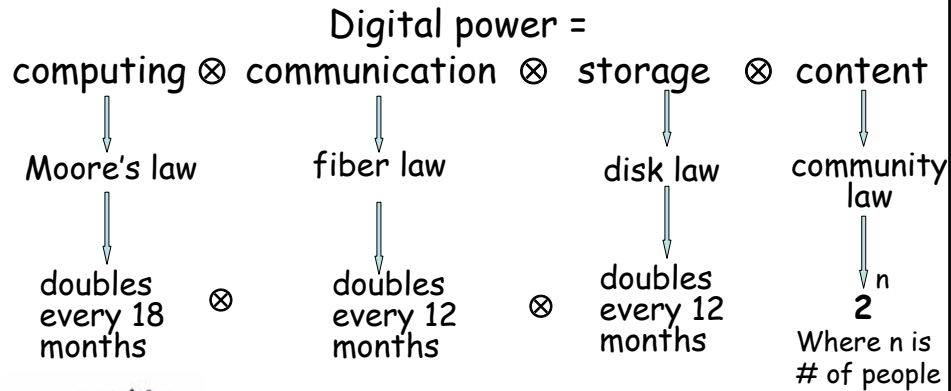 Digital power =
computing ⊗ communication ⊗ storage ⊗ content
Moore's law
fiber law
disk law
community
law
doubles
every 18
months
⊗
doubles
every 12
months
⊗
doubles
every 12
months
2ⁿ
Where n is
# of people